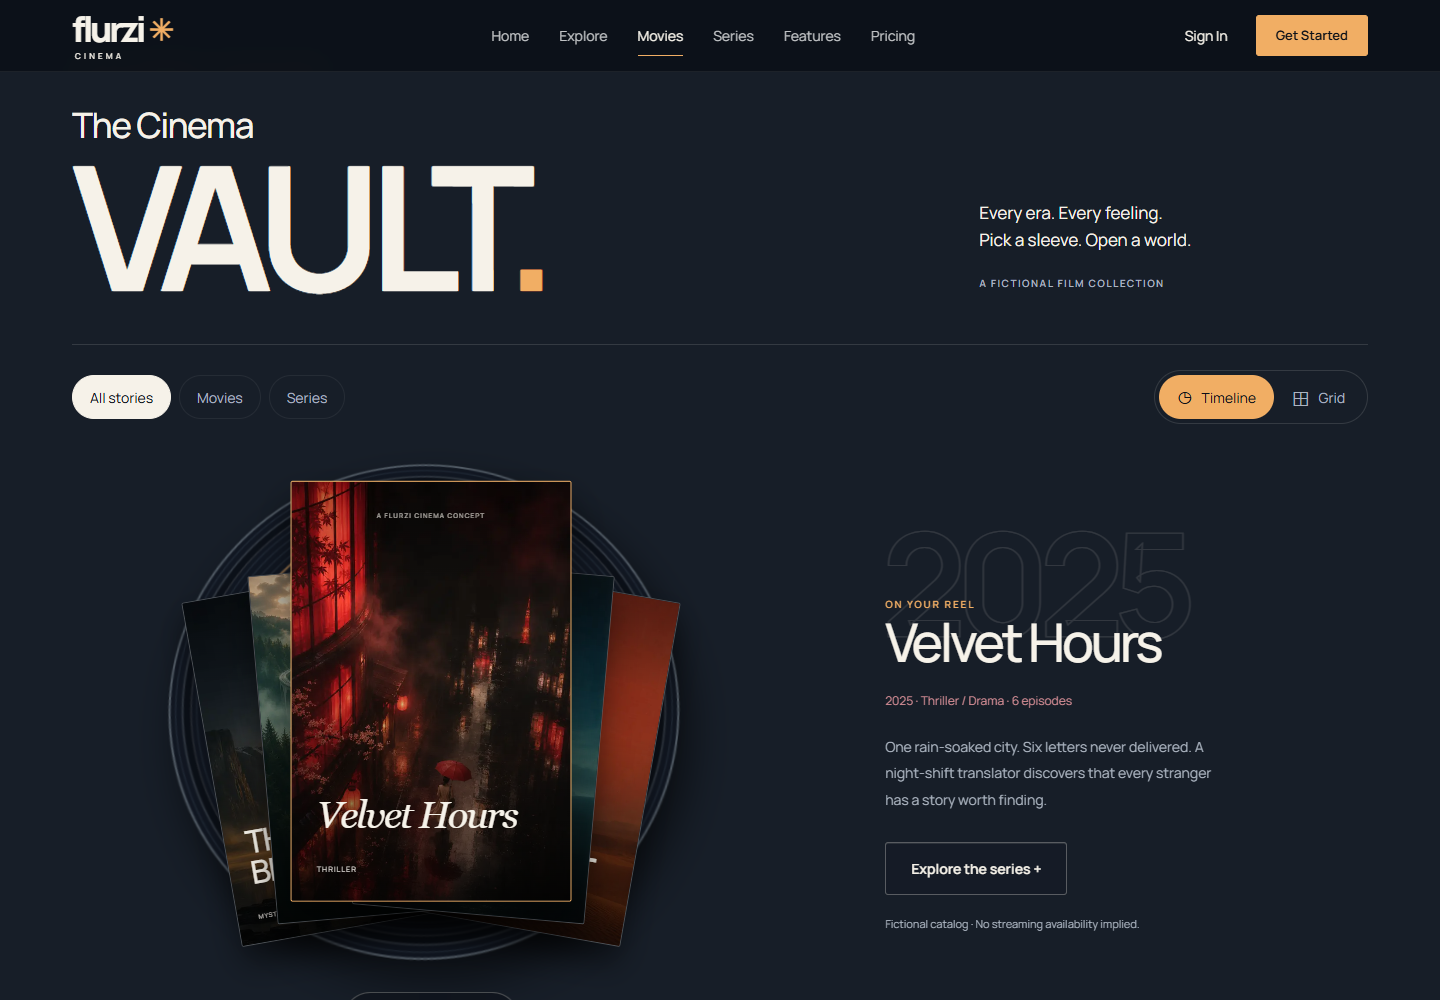 flurzi
CINEMA
Home
Explore
Movies
Series
Features
Pricing
Sign In
Get Started
The Cinema
VAULT.
Every era. Every feeling.
Pick a sleeve. Open a world.
A FICTIONAL FILM COLLECTION
All stories
Movies
Series
Timeline
Grid
A FLURZI CINEMA CONCEPT
Velvet Hours
THRILLER
2025
ON YOUR REEL
Velvet Hours
2025 · Thriller / Drama · 6 episodes
One rain-soaked city. Six letters never delivered. A
night-shift translator discovers that every stranger
has a story worth finding.
Explore the series +
Fictional catalog · No streaming availability implied.